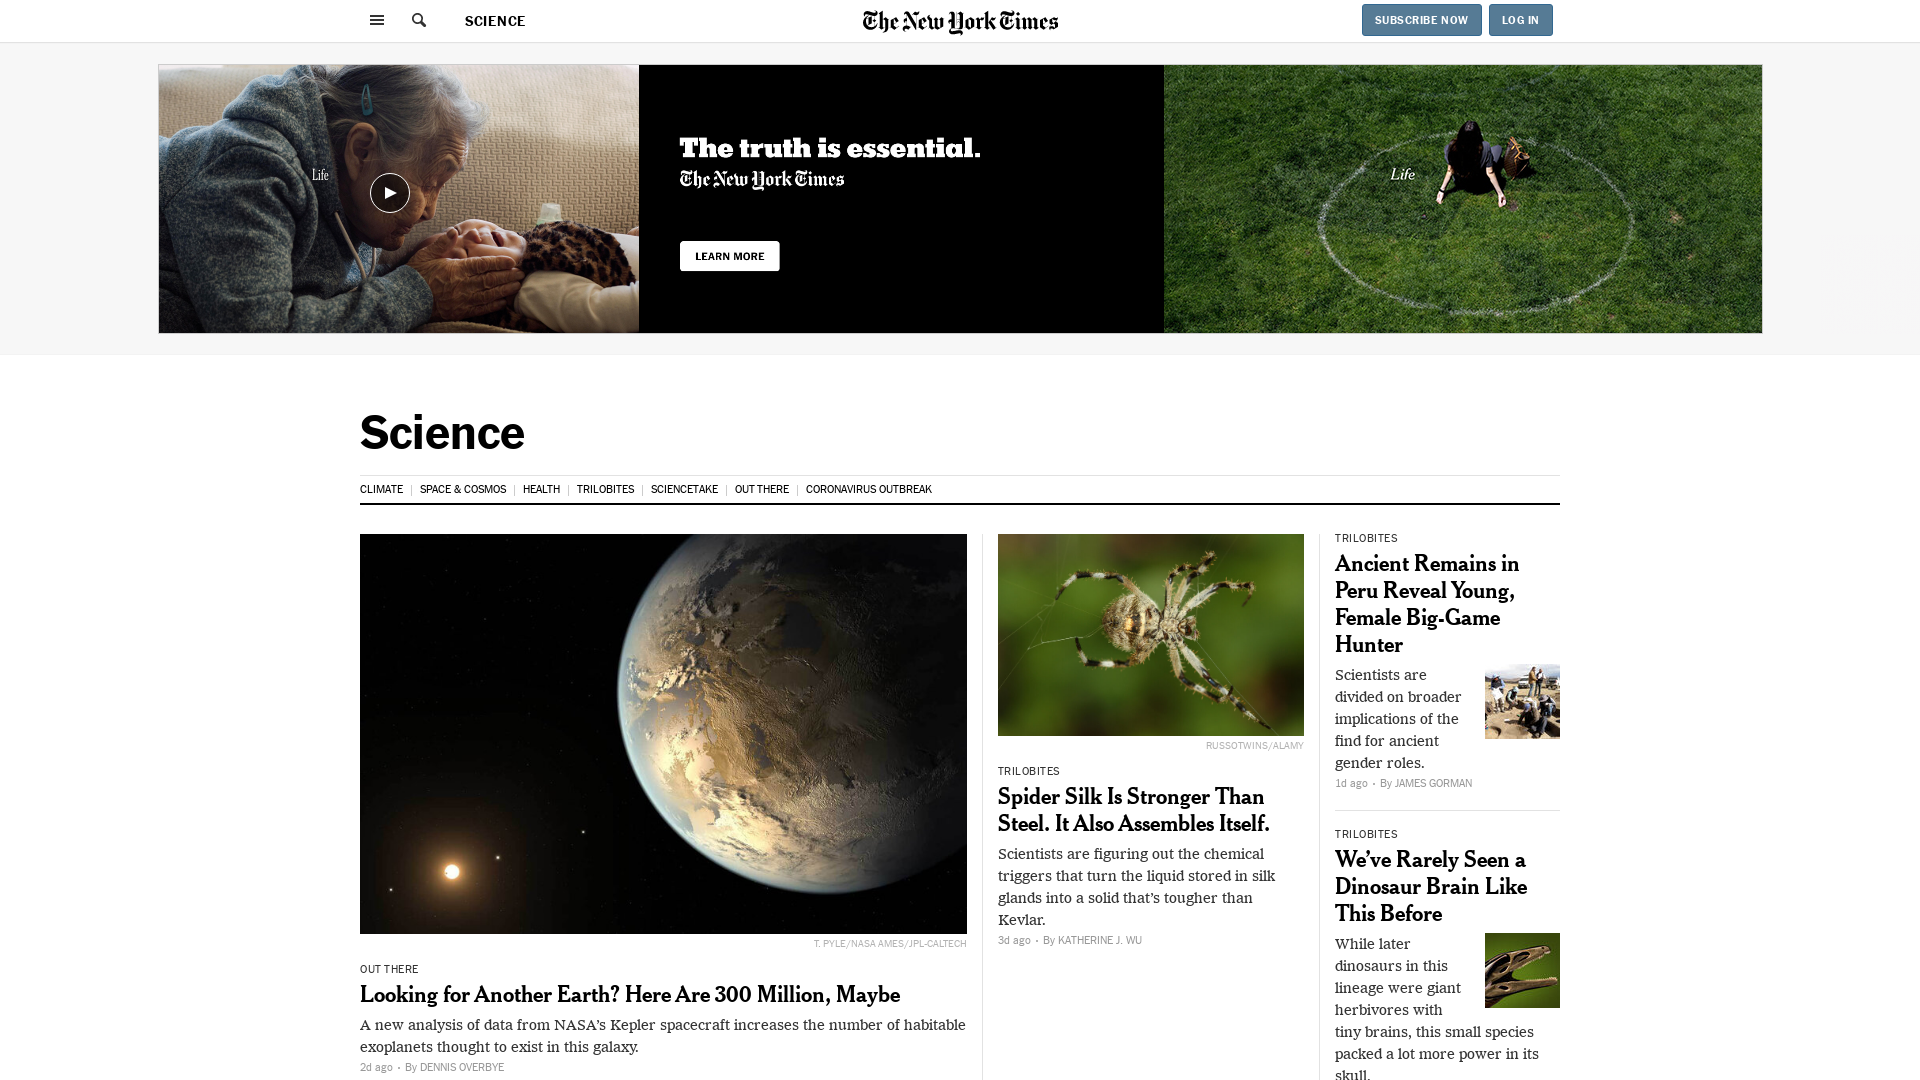 SCIENCE
The New York Times
SUBSCRIBE NOW
LOG IN
Life
The truth is essential.
The New York Times
LEARN MORE
Life
Science
CLIMATE
SPACE & COSMOS
HEALTH
TRILOBITES
SCIENCETAKE
OUT THERE
CORONAVIRUS OUTBREAK
T. PYLE/NASA AMES/JPL-CALTECH
OUT THERE
Looking for Another Earth? Here Are 300 Million, Maybe
A new analysis of data from NASA’s Kepler spacecraft increases the number of habitable
exoplanets thought to exist in this galaxy.
2d ago • By DENNIS OVERBYE
RUSSOTWINS/ALAMY
TRILOBITES
Spider Silk Is Stronger Than
Steel. It Also Assembles Itself.
Scientists are figuring out the chemical
triggers that turn the liquid stored in silk
glands into a solid that’s tougher than
Kevlar.
3d ago • By KATHERINE J. WU
TRILOBITES
Ancient Remains in
Peru Reveal Young,
Female Big-Game
Hunter
Scientists are
divided on broader
implications of the
find for ancient
gender roles.
1d ago • By JAMES GORMAN
TRILOBITES
We’ve Rarely Seen a
Dinosaur Brain Like
This Before
While later
dinosaurs in this
lineage were giant
herbivores with
tiny brains, this small species
packed a lot more power in its
skull.